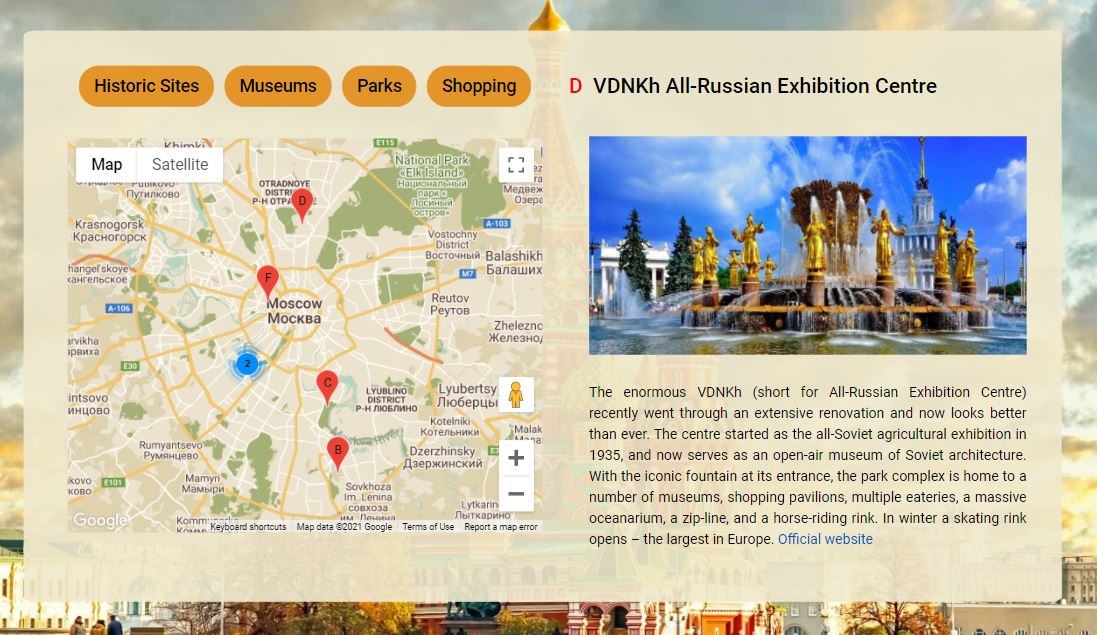 Historic Sites
Museums
Parks
Shopping
D VDNKh All-Russian Exhibition Centre
Map
Satellite
Khimki
E115
National Park
«Elk Island»
Национальный
парк «
Лосиный
остров»
Путилково
OTRADNOYE
D
A-103
Krasnogorsk
Красногорск
Vostochny
District
Восточный
Balashikh
Балаших
hangel'skoye
хангельское
F
M7
Moscow
Москва
Reutov
Реутов
A-106
Zheleznc
Железнод
arvikha
арвиха
E30
2
C
LYUBLINO
DISTRICT
Р-Н ЛЮБЛИНО
Lyubertsy
Люберцы
intsovo
инцово
Kotelniki
Котельники
B
Rumyantsevo
Румянцево
Dzerzhinsky
Дзержинский
E101
Mamyri
Мамыри
Sovkhoza
Im. Lenina
совхоза
им. Ленина
Lytkarino
Лыткарино
Google
Keyboard shortcuts
Map data ©2021 Google
Terms of Use
Report a map error
The enormous VDNKh (short for All-Russian Exhibition Centre)
recently went through an extensive renovation and now looks better
than ever. The centre started as the all-Soviet agricultural exhibition in
1935, and now serves as an open-air museum of Soviet architecture.
With the iconic fountain at its entrance, the park complex is home to a
number of museums, shopping pavilions, multiple eateries, a massive
oceanarium, a zip-line, and a horse-riding rink. In winter a skating rink
opens – the largest in Europe. Official website